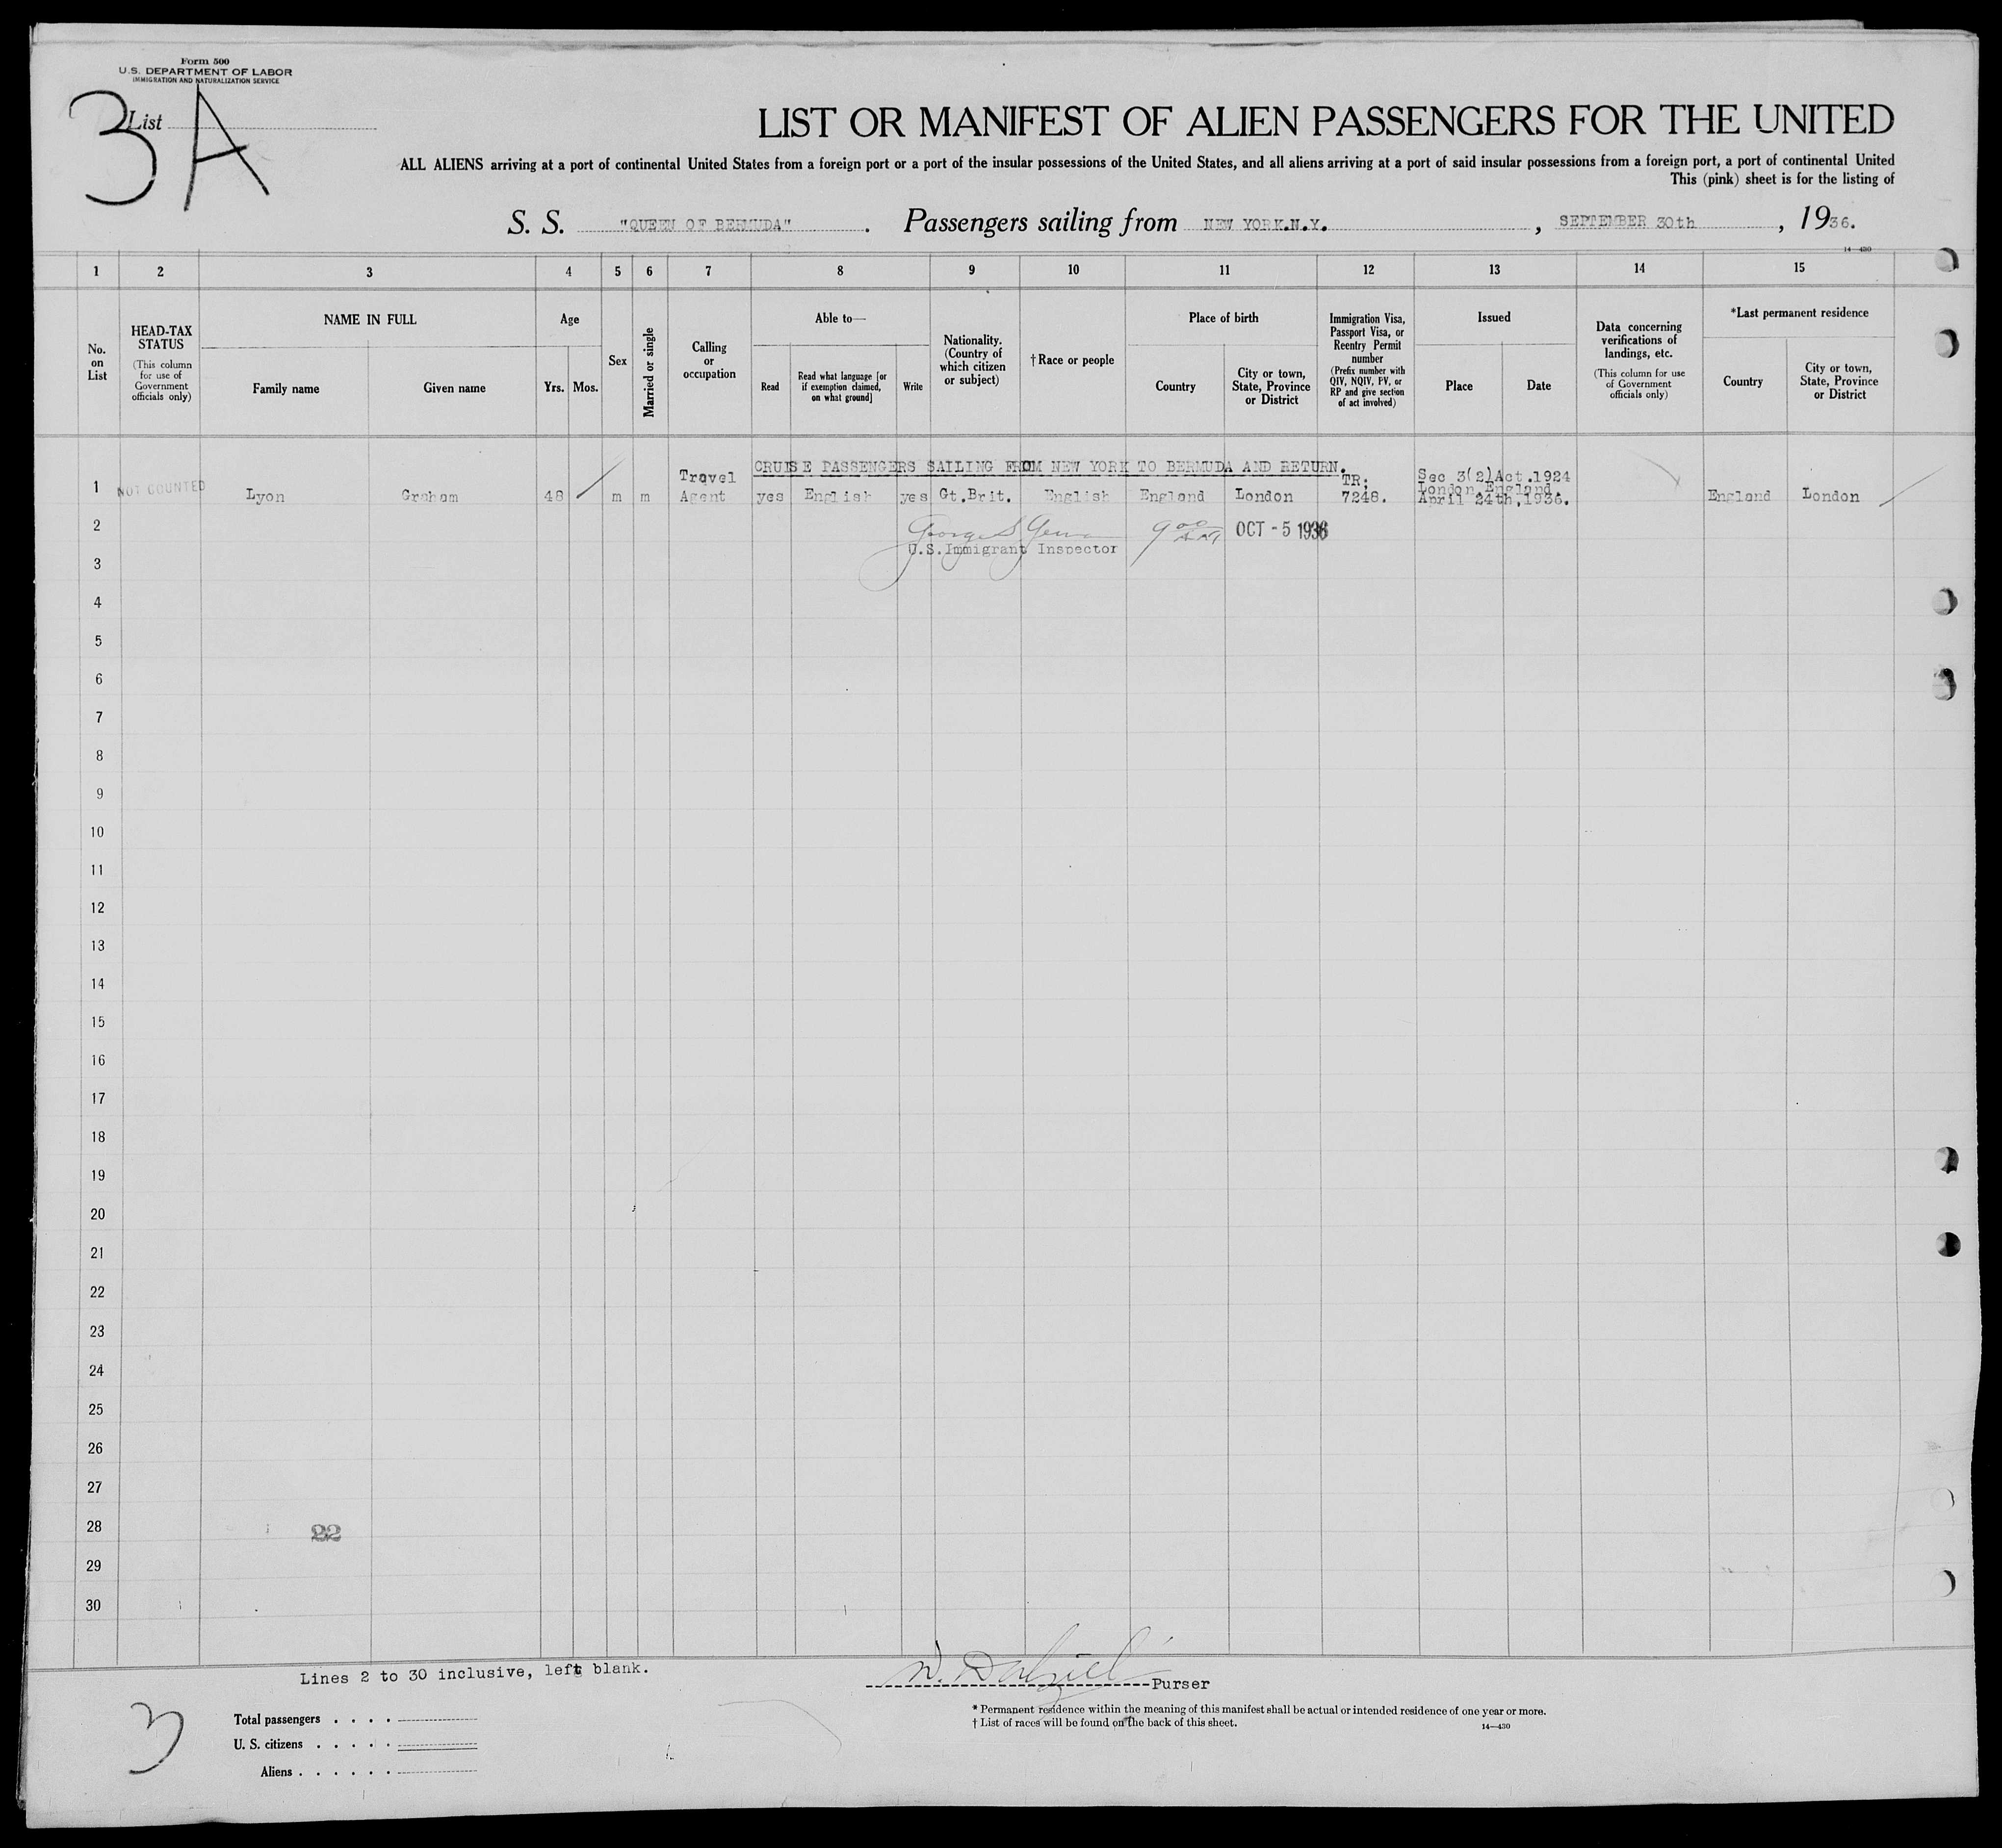 Form 500
U.S. DEPARTMENT OF LABOR
IMMIGRATION AND NATURALIZATION SERVICE
List
3 A
LIST OR MANIFEST OF ALIEN PASSENGERS FOR THE UNITED
ALL ALIENS arriving at a port of continental United States from a foreign port or a port of the insular possessions of the United States, and all aliens arriving at a port of said insular possessions from a foreign port, a port of continental United
This (pink) sheet is for the listing of
S. S. "QUEEN OF BERMUDA". Passengers sailing from NEW YORK.N.Y., SEPTEMBER 30th, 1936.
14—430
1 2 3 4 5 6 7 8 9 10 11 12 13 14 15
No. on List
HEAD-TAX STATUS
(This column for use of Government officials only)
NAME IN FULL
Family name
Given name
Age
Yrs.
Mos.
Sex
Married or single
Calling or occupation
Able to—
Read
Read what language [or if exemption claimed, on what ground]
Write
Nationality. (Country of which citizen or subject)
†Race or people
Place of birth
Country
City or town, State, Province or District
Immigration Visa, Passport Visa, or Reentry Permit number
(Prefix number with QIV, NQIV, PV, or RP and give section of act involved)
Issued
Place
Date
Data concerning verifications of landings, etc.
(This column for use of Government officials only)
*Last permanent residence
Country
City or town, State, Province or District
CRUISE PASSENGERS SAILING FROM NEW YORK TO BERMUDA AND RETURN.
1 NOT COUNTED Lyon Graham 48 m m Travel Agent yes English yes Gt.Brit. English England London TR; 7248. Sec 3(2)Act.1924 London,England. April 24th,1936. England London
2
OCT - 5 1936
U.S.Immigrant Inspector
3
4
5
6
7
8
9
10
11
12
13
14
15
16
17
18
19
20
21
22
23
24
25
26
27
28 22
29
30
Lines 2 to 30 inclusive, left blank.
W. Dalziel Purser
3
Total passengers . . . .
U. S. citizens . . . . .
Aliens . . . . . .
* Permanent residence within the meaning of this manifest shall be actual or intended residence of one year or more.
† List of races will be found on the back of this sheet.
14—430